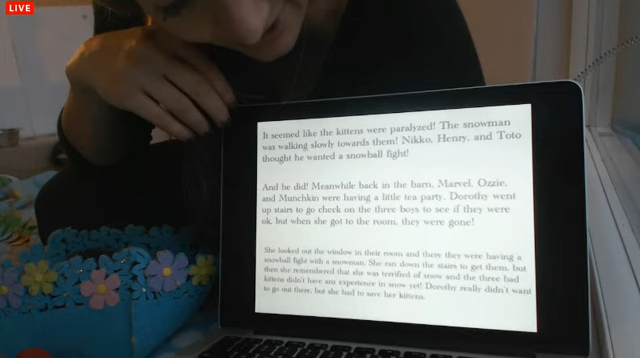 LIVE
It seemed like the kittens were paralyzed! The snowman
was walking slowly towards them! Nikko, Henry, and Toto
thought he wanted a snowball fight!
And he did! Meanwhile back in the barn, Marvel, Ozzie,
and Munchkin were having a little tea party. Dorothy went
up stairs to go check on the three boys to see if they were
ok, but when she got to the room, they were gone!
She looked out the window in their room and there they were having a
snowball fight with a snowman. She ran down the stairs to get them, but
then she remembered that she was terrified of snow and the three bad
kittens didn't have any experience in snow yet! Dorothy really didn't want
to go out there, but she had to save her kittens.